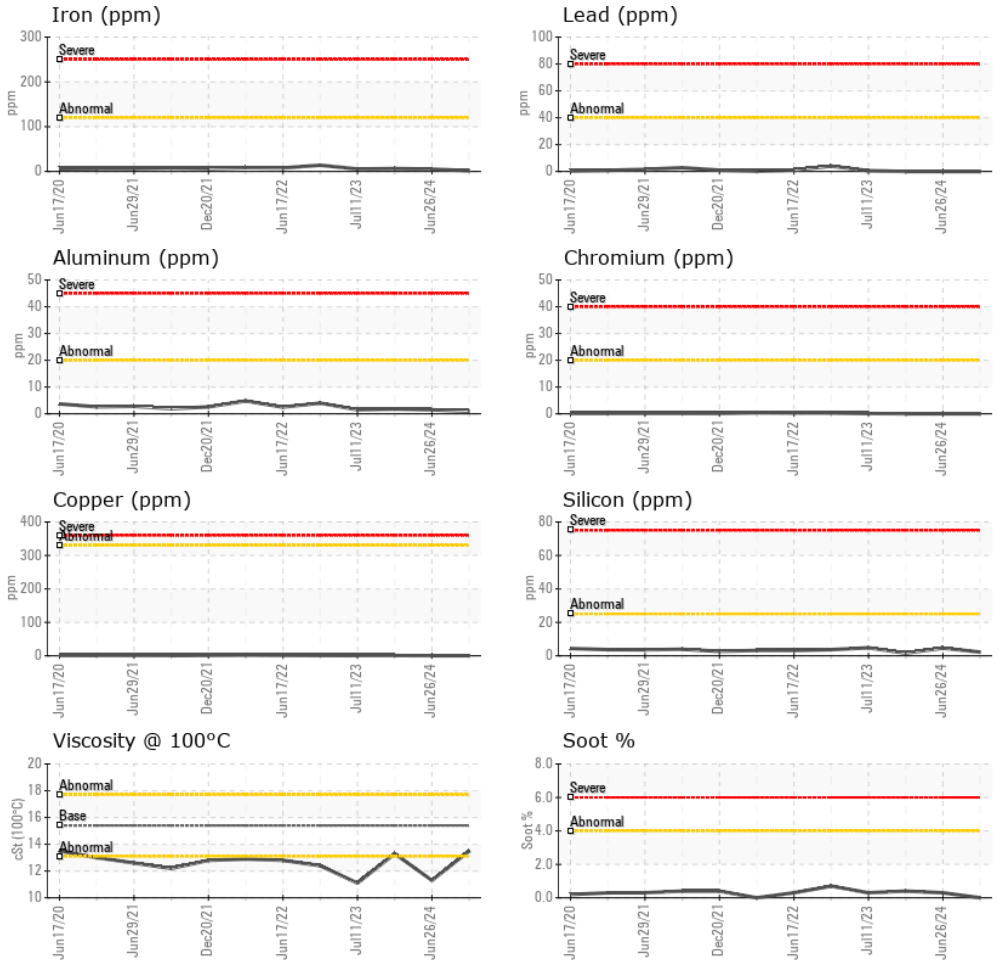 Iron (ppm)
300
200
100
0
ppm
Severe
Abnormal
Jun17/20
Jun29/21
Dec20/21
Jun17/22
Jul11/23
Jun26/24
Lead (ppm)
100
80
60
40
20
0
ppm
Severe
Abnormal
Jun17/20
Jun29/21
Dec20/21
Jun17/22
Jul11/23
Jun26/24
Aluminum (ppm)
50
40
30
20
10
0
ppm
Severe
Abnormal
Jun17/20
Jun29/21
Dec20/21
Jun17/22
Jul11/23
Jun26/24
Chromium (ppm)
50
40
30
20
10
0
ppm
Severe
Abnormal
Jun17/20
Jun29/21
Dec20/21
Jun17/22
Jul11/23
Jun26/24
Copper (ppm)
400
300
200
100
0
ppm
Severe
Abnormal
Jun17/20
Jun29/21
Dec20/21
Jun17/22
Jul11/23
Jun26/24
Silicon (ppm)
80
60
40
20
0
ppm
Severe
Abnormal
Jun17/20
Jun29/21
Dec20/21
Jun17/22
Jul11/23
Jun26/24
Viscosity @ 100°C
20
18
16
14
12
10
cSt (100°C)
Abnormal
Base
Abnormal
Jun17/20
Jun29/21
Dec20/21
Jun17/22
Jul11/23
Jun26/24
Soot %
8.0
6.0
4.0
2.0
0.0
Soot %
Severe
Abnormal
Jun17/20
Jun29/21
Dec20/21
Jun17/22
Jul11/23
Jun26/24